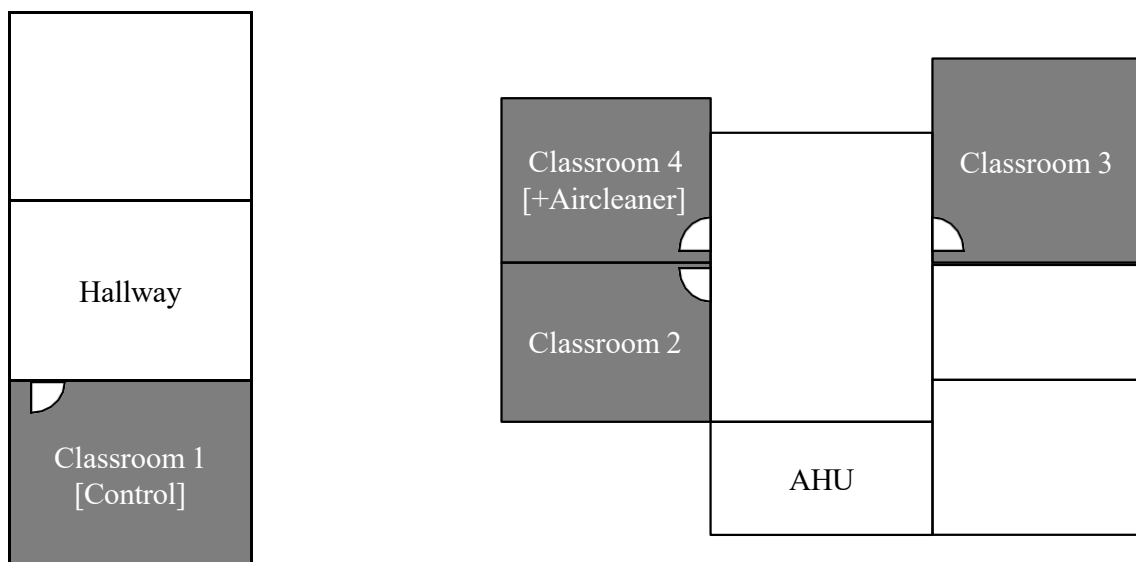 Hallway
Classroom 1
[Control]
Classroom 4
[+Aircleaner]
Classroom 2
Classroom 3
AHU